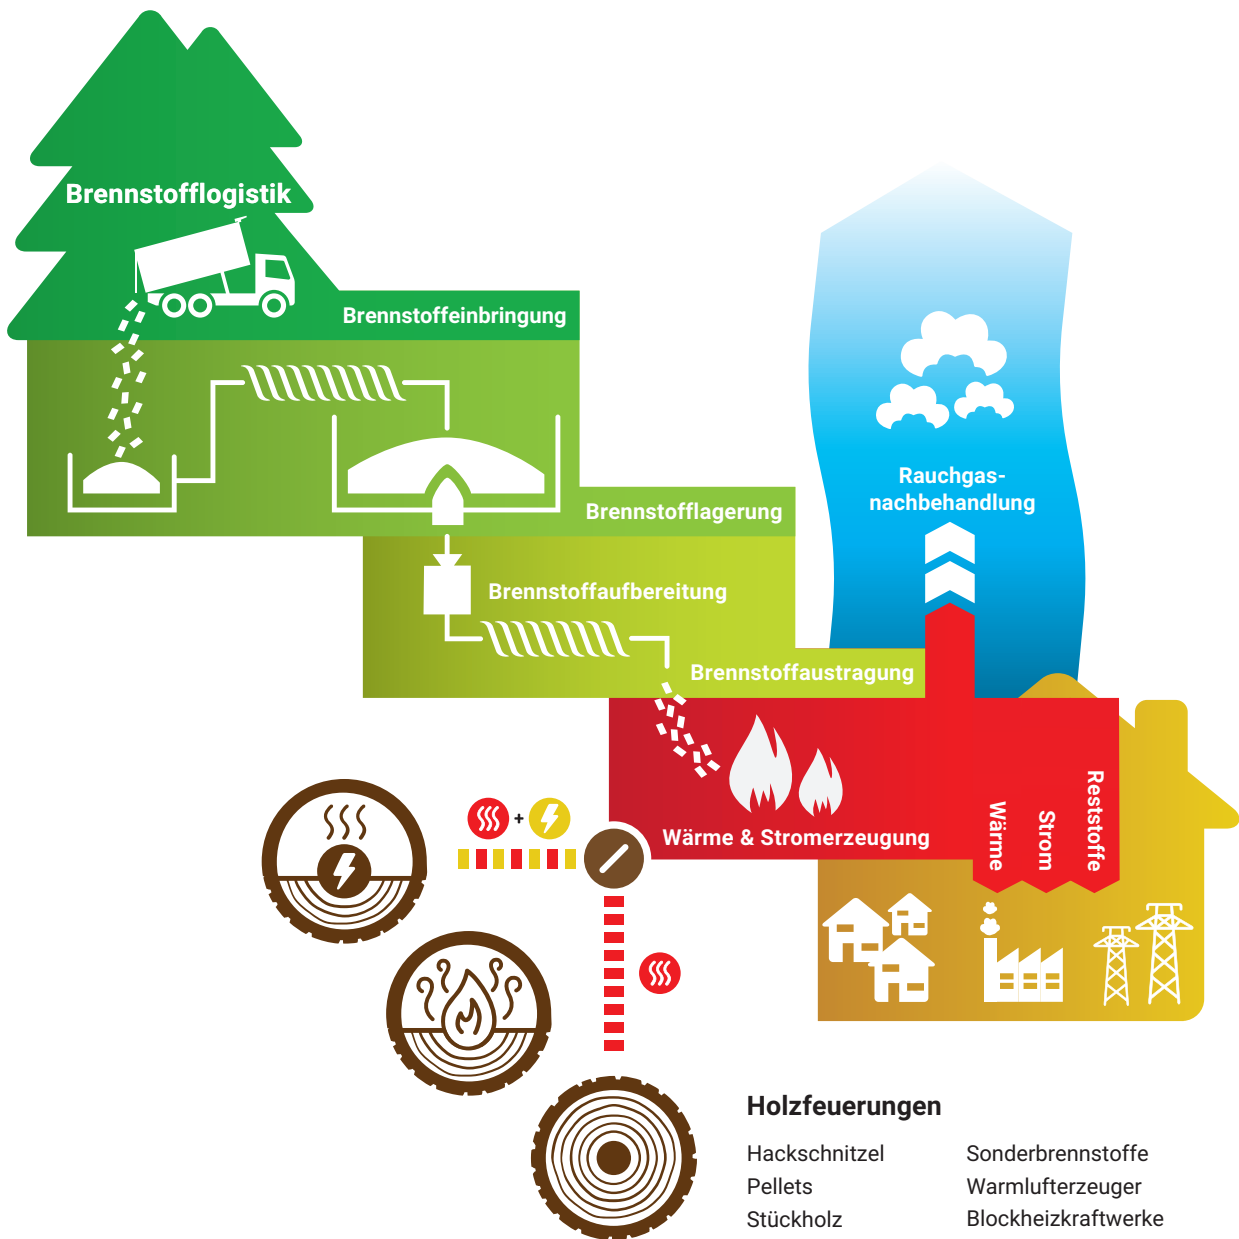 Brennstofflogistik
Brennstoffeinbringung
Brennstofflagerung
Brennstoffaufbereitung
Brennstoffaustragung
Rauchgas-
nachbehandlung
Wärme & Stromerzeugung
Wärme
Strom
Reststoffe
+
Holzfeuerungen
Hackschnitzel
Pellets
Stückholz
Sonderbrennstoffe
Warmlufterzeuger
Blockheizkraftwerke